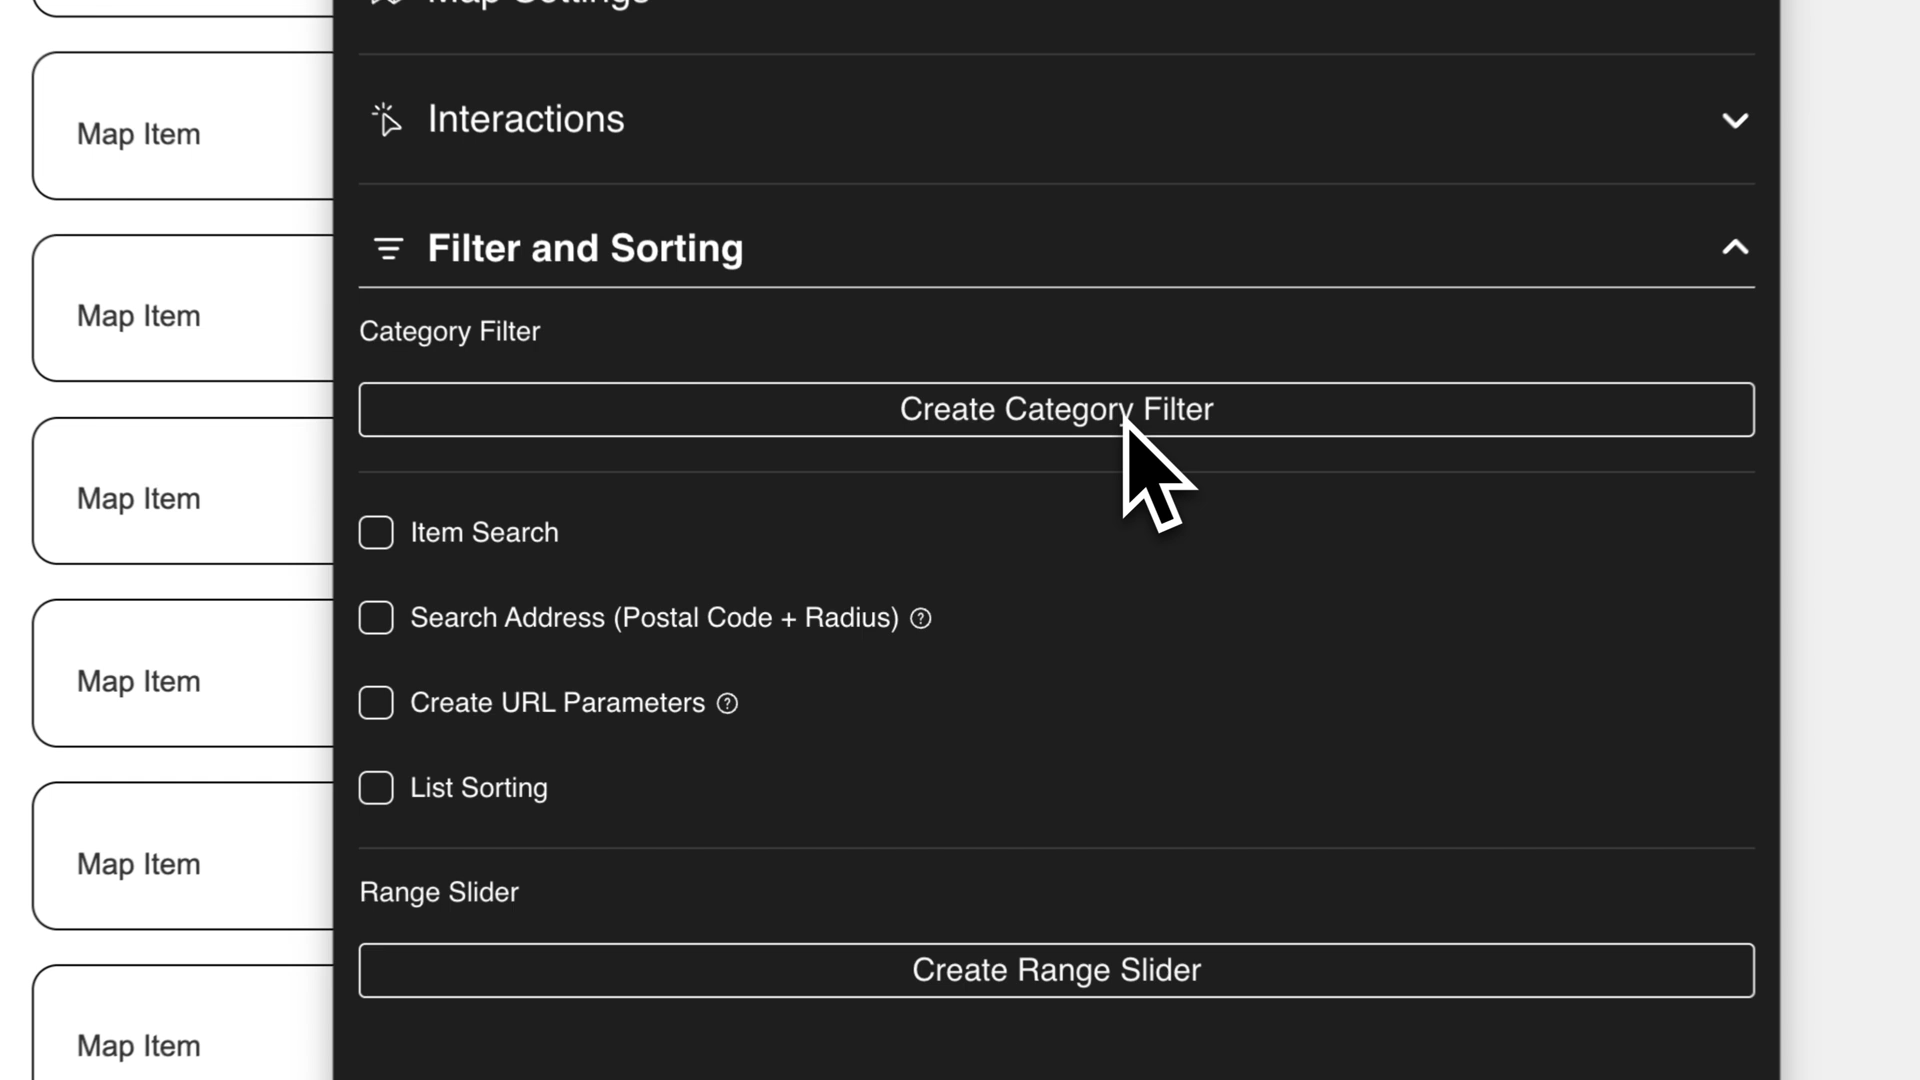 Map Settings
Interactions
Filter and Sorting
Category Filter
Create Category Filter
Item Search
Search Address (Postal Code + Radius) ?
Create URL Parameters ?
List Sorting
Range Slider
Create Range Slider
Map Item
Map Item
Map Item
Map Item
Map Item
Map Item